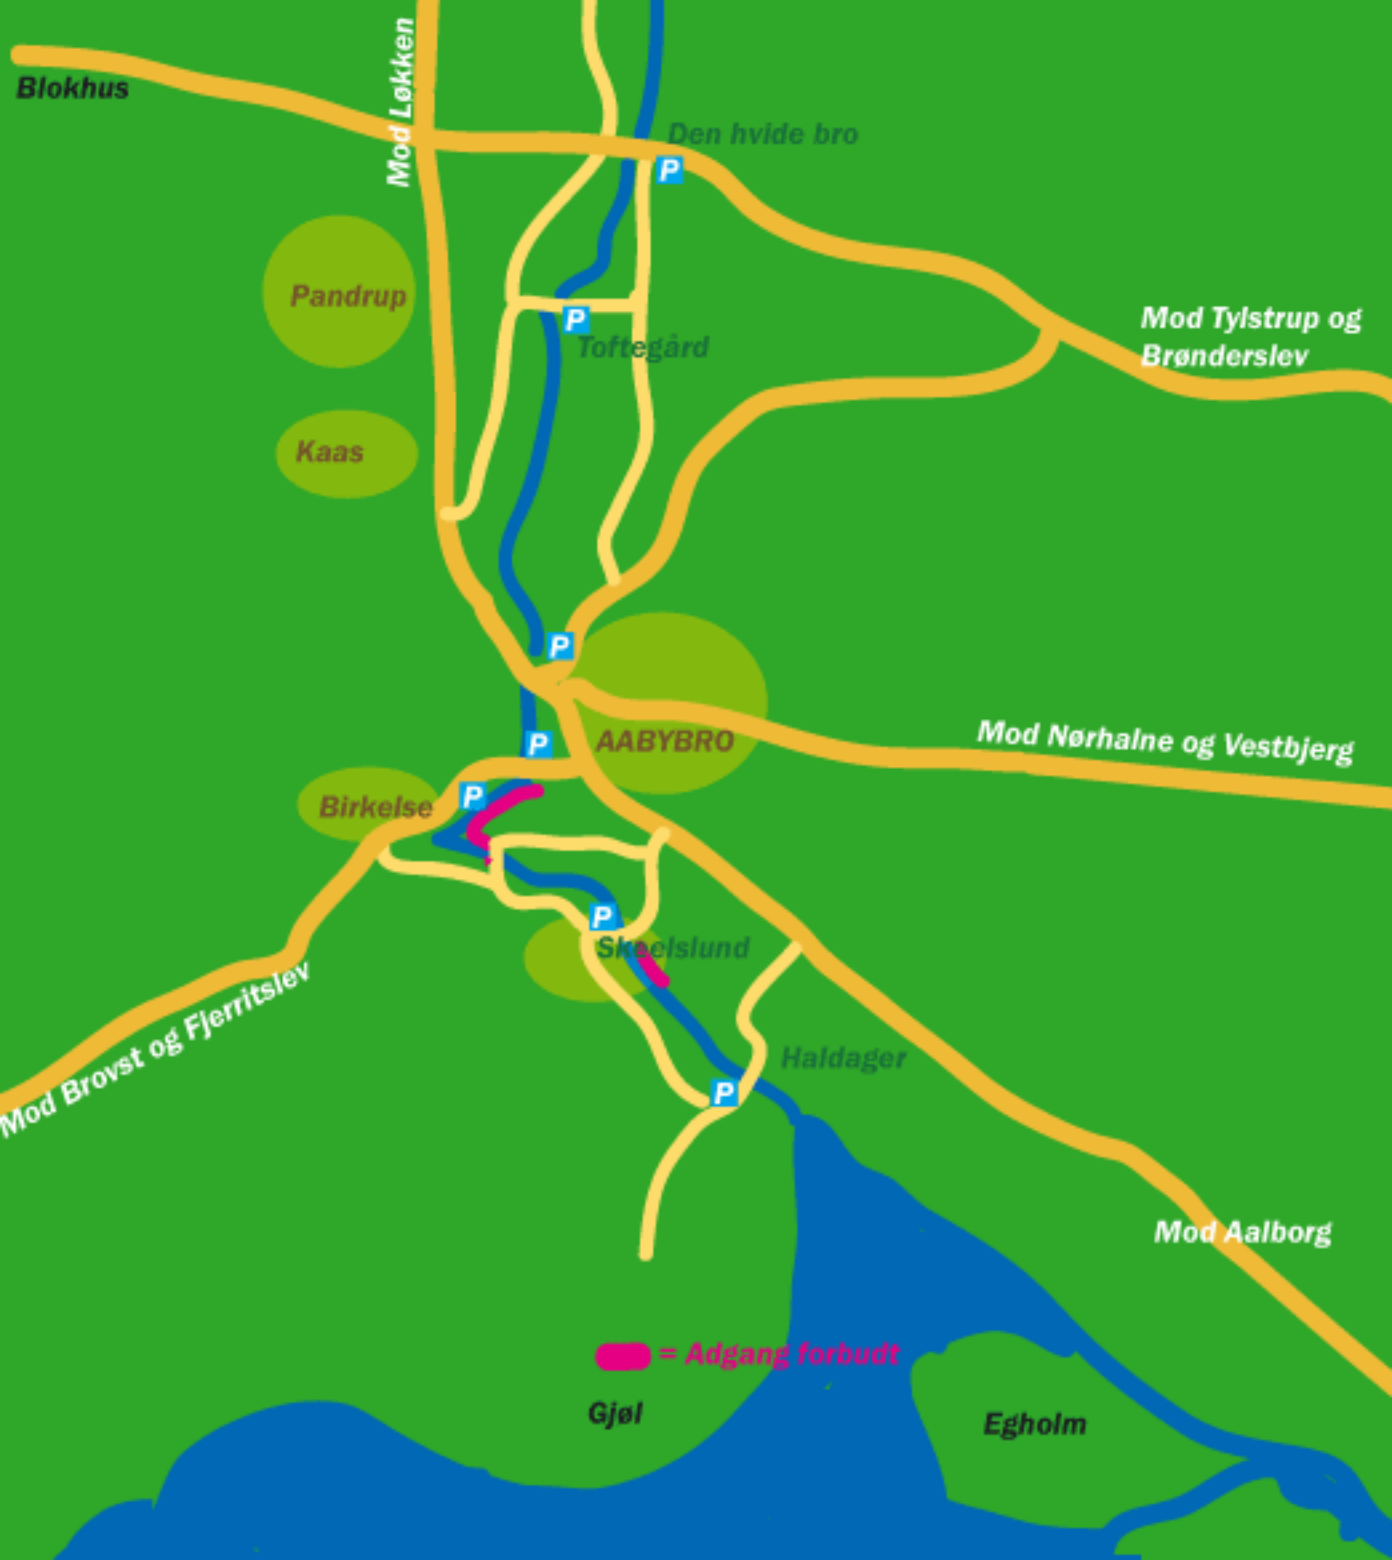 Mod Løkken
Blokhus
Den hvide bro
P
Pandrup
P
Toftegård
Mod Tylstrup og
Brønderslev
Kaas
P
AABYBRO
P
Mod Nørhalne og Vestbjerg
P
Birkelse
P
Skeelslund
Mod Brovst og Fjerritslev
Haldager
P
Mod Aalborg
= Adgang forbudt
Gjøl
Egholm